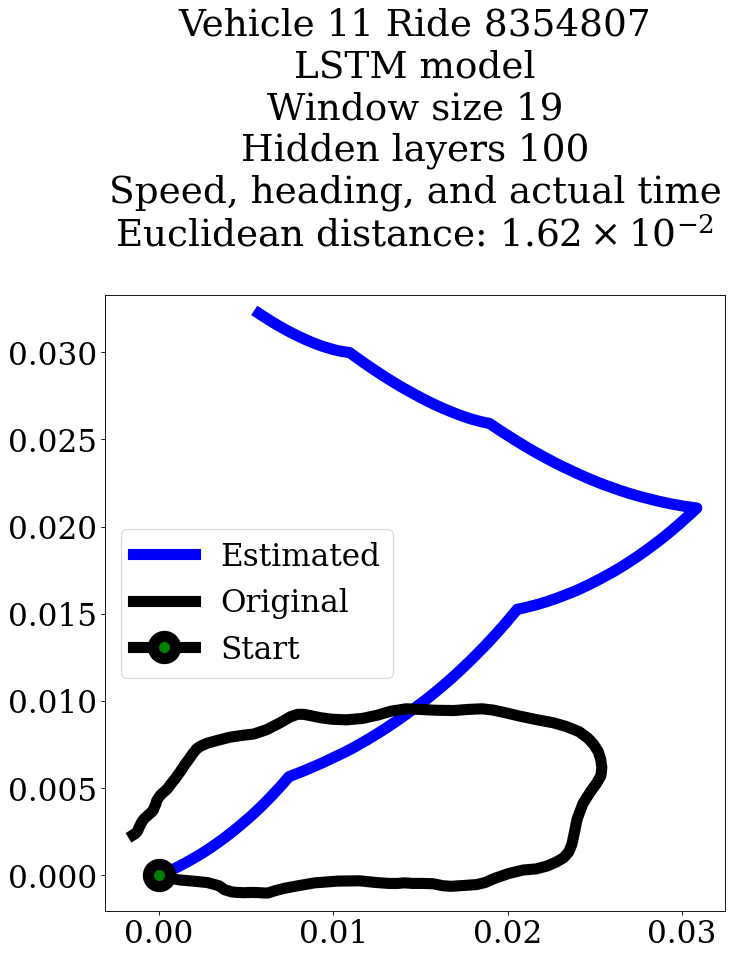 Vehicle 11 Ride 8354807
LSTM model
Window size 19
Hidden layers 100
Speed, heading, and actual time
Euclidean distance: 1.62 × 10⁻²
0.030
0.025
0.020
0.015
0.010
0.005
0.000
Estimated
Original
Start
0.00 0.01 0.02 0.03